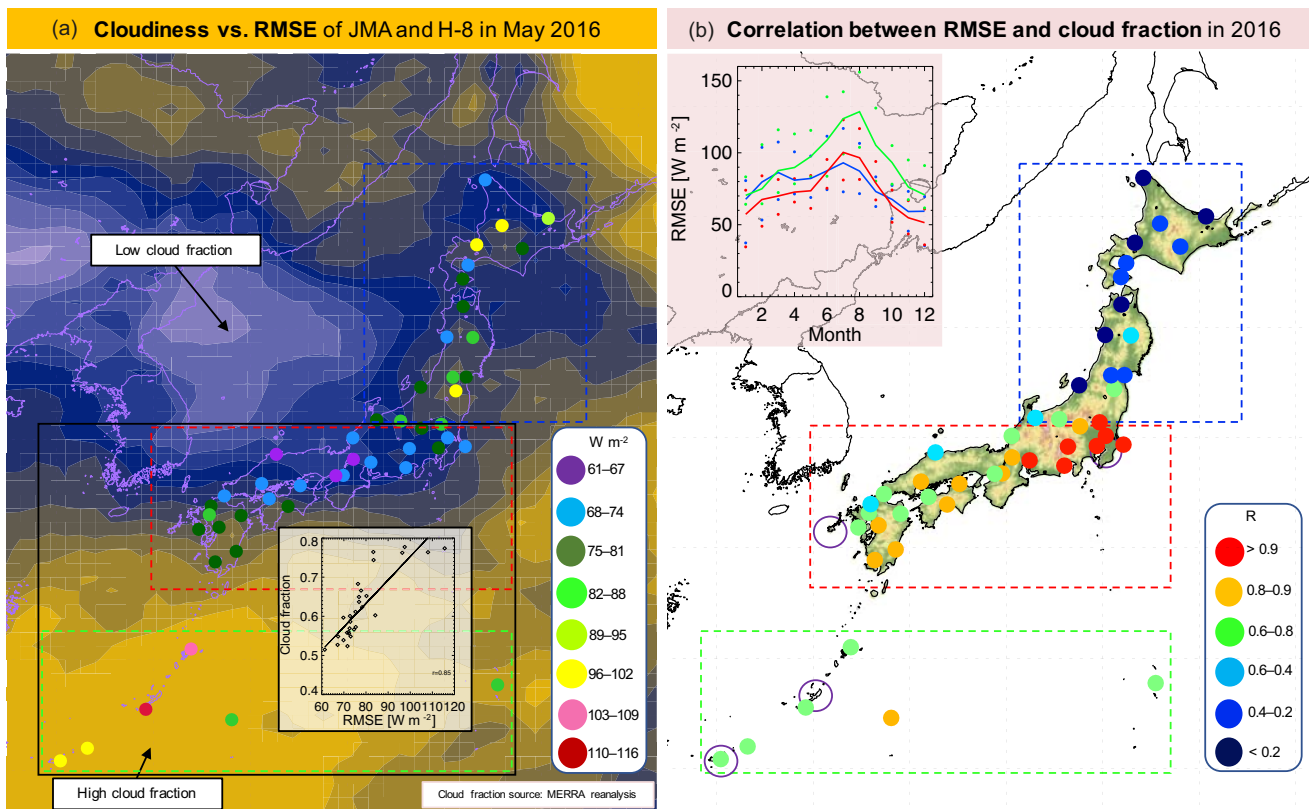 (a) Cloudiness vs. RMSE of JMA and H-8 in May 2016
Low cloud fraction
W m-2
61–67
68–74
75–81
82–88
89–95
96–102
103–109
110–116
Cloud fraction
0.8
0.7
0.6
0.5
0.4
r=0.85
60 70 80 90 100 110 120
RMSE [W m-2]
High cloud fraction
Cloud fraction source: MERRA reanalysis
(b) Correlation between RMSE and cloud fraction in 2016
RMSE [W m-2]
150
100
50
0
2 4 6 8 10 12
Month
R
> 0.9
0.8–0.9
0.6–0.8
0.6–0.4
0.4–0.2
< 0.2